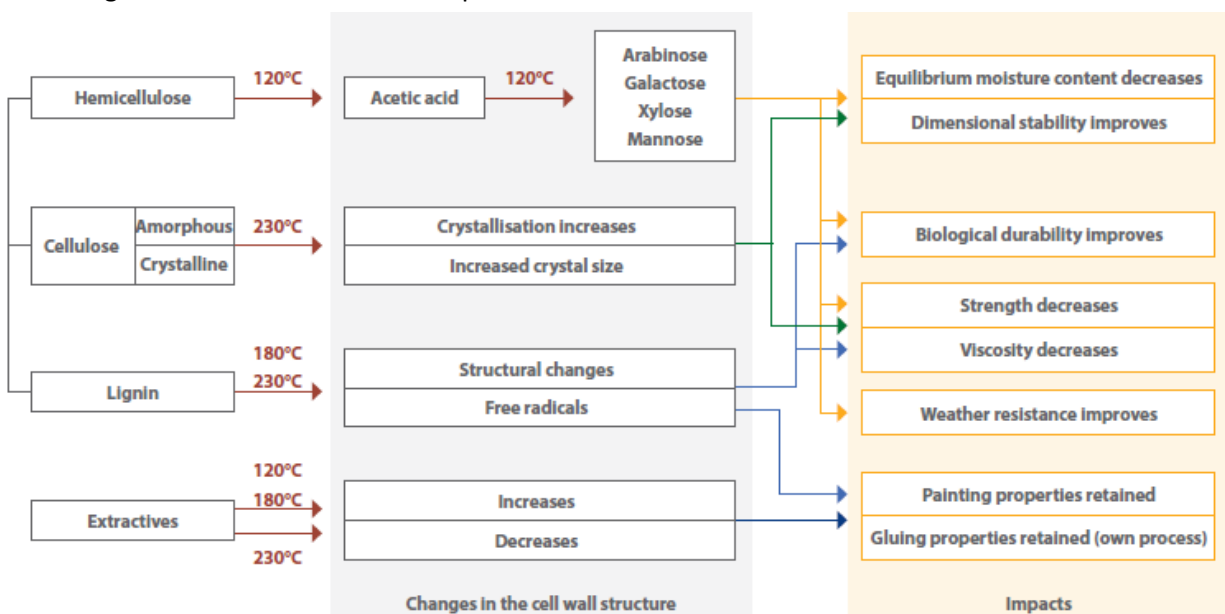 Hemicellulose
120°C
Acetic acid
120°C
Arabinose
Galactose
Xylose
Mannose
Equilibrium moisture content decreases
Dimensional stability improves
Cellulose
Amorphous
Crystalline
230°C
Crystallisation increases
Increased crystal size
Biological durability improves
Strength decreases
Viscosity decreases
Lignin
180°C
230°C
Structural changes
Free radicals
Weather resistance improves
Extractives
120°C
180°C
230°C
Increases
Decreases
Painting properties retained
Gluing properties retained (own process)
Changes in the cell wall structure
Impacts